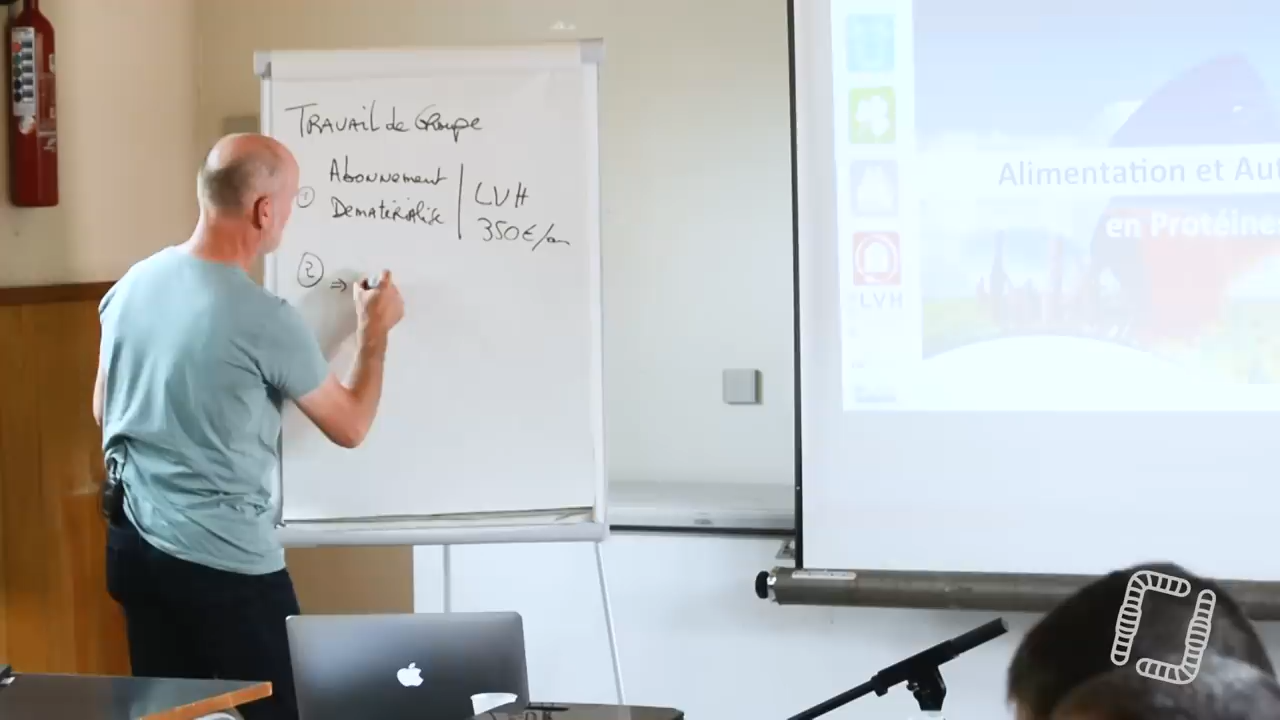 Travail de Groupe
① Abonnement
Dematérialisé
LVH
350€/an
② ⇒
Alimentation et Aut
en Protéine
LVH